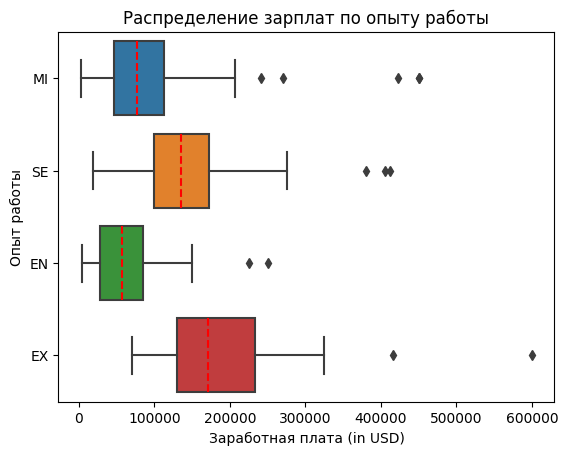 Распределение зарплат по опыту работы
Опыт работы
MI
SE
EN
EX
0 100000 200000 300000 400000 500000 600000
Заработная плата (in USD)